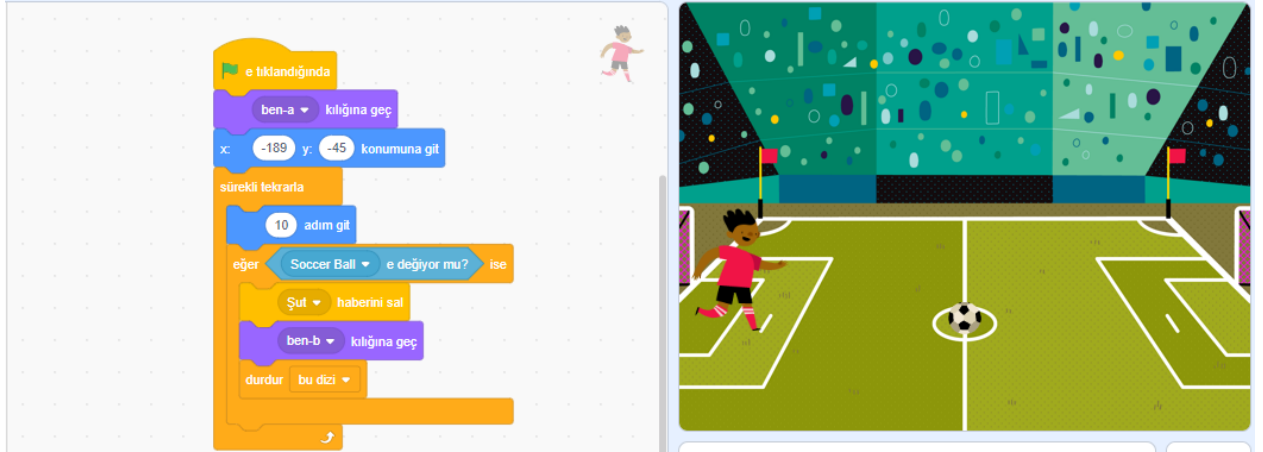 e tıklandığında
ben-a kılığına geç
x: -189 y: -45 konumuna git
sürekli tekrarla
10 adım git
eğer Soccer Ball e değiyor mu? ise
Şut haberini sal
ben-b kılığına geç
durdur bu dizi